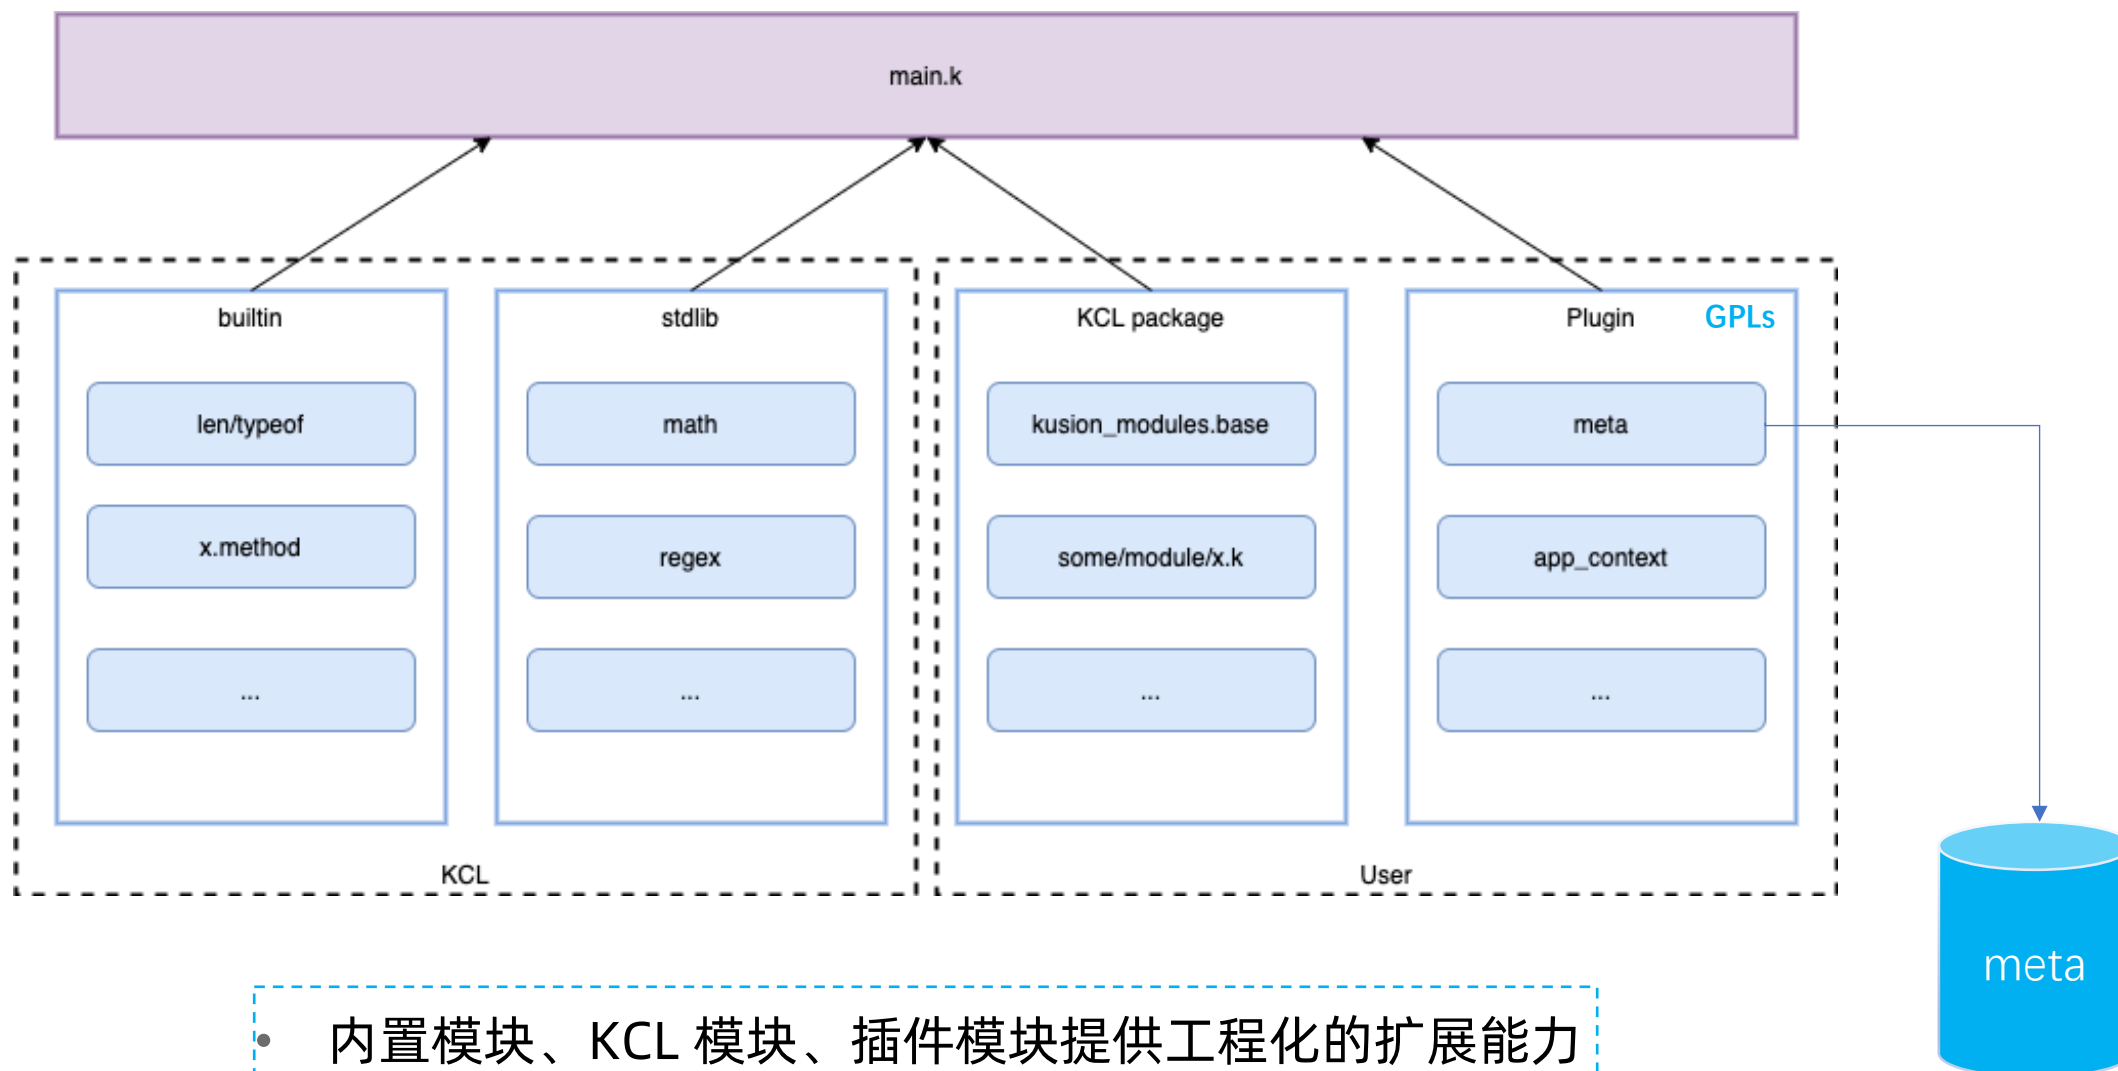 main.k
builtin
len/typeof
x.method
...
stdlib
math
regex
...
KCL
KCL package
kusion_modules.base
some/module/x.k
...
Plugin
GPLs
meta
app_context
...
User
meta
• 内置模块、KCL 模块、插件模块提供工程化的扩展能力